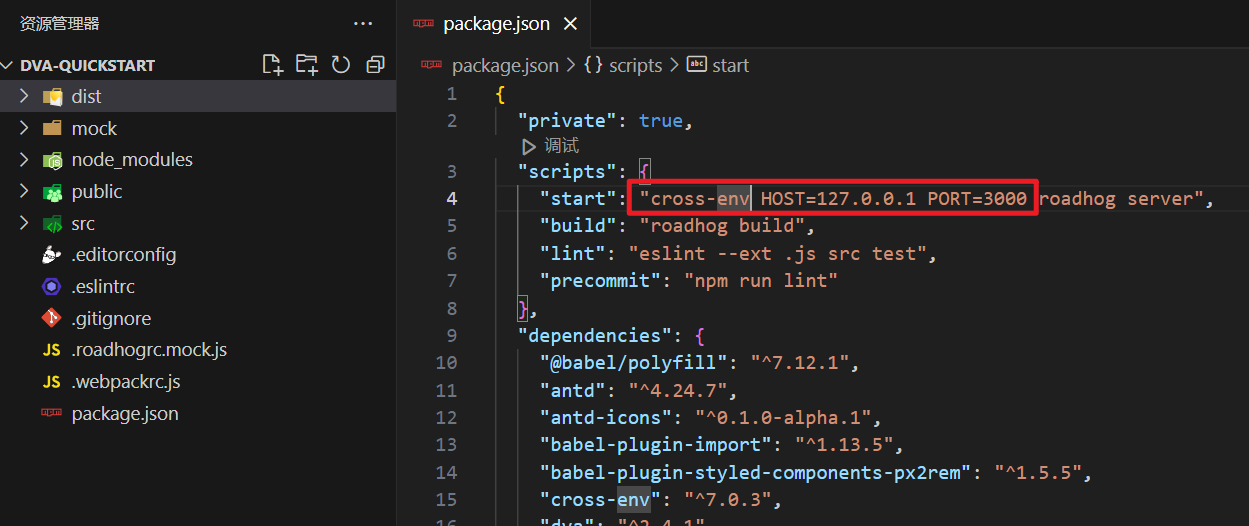 资源管理器 ···
DVA-QUICKSTART
dist
mock
node_modules
public
src
.editorconfig
.eslintrc
.gitignore
.roadhogrc.mock.js
.webpackrc.js
package.json
package.json
package.json > {} scripts > abc start
1 {
2 "private": true,
调试
3 "scripts": {
4 "start": "cross-env HOST=127.0.0.1 PORT=3000 roadhog server",
5 "build": "roadhog build",
6 "lint": "eslint --ext .js src test",
7 "precommit": "npm run lint"
8 },
9 "dependencies": {
10 "@babel/polyfill": "^7.12.1",
11 "antd": "^4.24.7",
12 "antd-icons": "^0.1.0-alpha.1",
13 "babel-plugin-import": "^1.13.5",
14 "babel-plugin-styled-components-px2rem": "^1.5.5",
15 "cross-env": "^7.0.3",
16 "dva": "^2.4.1"